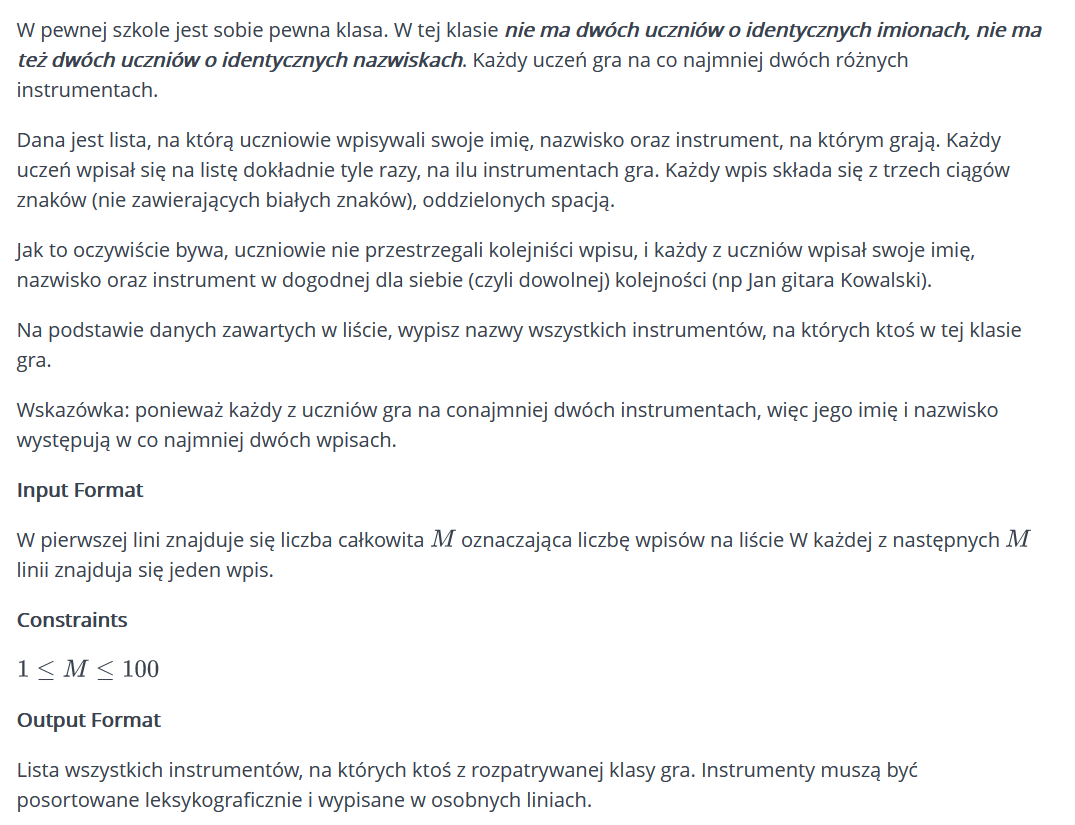 W pewnej szkole jest sobie pewna klasa. W tej klasie nie ma dwóch uczniów o identycznych imionach, nie ma
też dwóch uczniów o identycznych nazwiskach. Każdy uczeń gra na co najmniej dwóch różnych
instrumentach.
Dana jest lista, na którą uczniowie wpisywali swoje imię, nazwisko oraz instrument, na którym grają. Każdy
uczeń wpisał się na listę dokładnie tyle razy, na ilu instrumentach gra. Każdy wpis składa się z trzech ciągów
znaków (nie zawierających białych znaków), oddzielonych spacją.
Jak to oczywiście bywa, uczniowie nie przestrzegali kolejniści wpisu, i każdy z uczniów wpisał swoje imię,
nazwisko oraz instrument w dogodnej dla siebie (czyli dowolnej) kolejności (np Jan gitara Kowalski).
Na podstawie danych zawartych w liście, wypisz nazwy wszystkich instrumentów, na których ktoś w tej klasie
gra.
Wskazówka: ponieważ każdy z uczniów gra na conajmniej dwóch instrumentach, więc jego imię i nazwisko
występują w co najmniej dwóch wpisach.
Input Format
W pierwszej lini znajduje się liczba całkowita M oznaczająca liczbę wpisów na liście W każdej z następnych M
linii znajduja się jeden wpis.
Constraints
1 ≤ M ≤ 100
Output Format
Lista wszystkich instrumentów, na których ktoś z rozpatrywanej klasy gra. Instrumenty muszą być
posortowane leksykograficznie i wypisane w osobnych liniach.